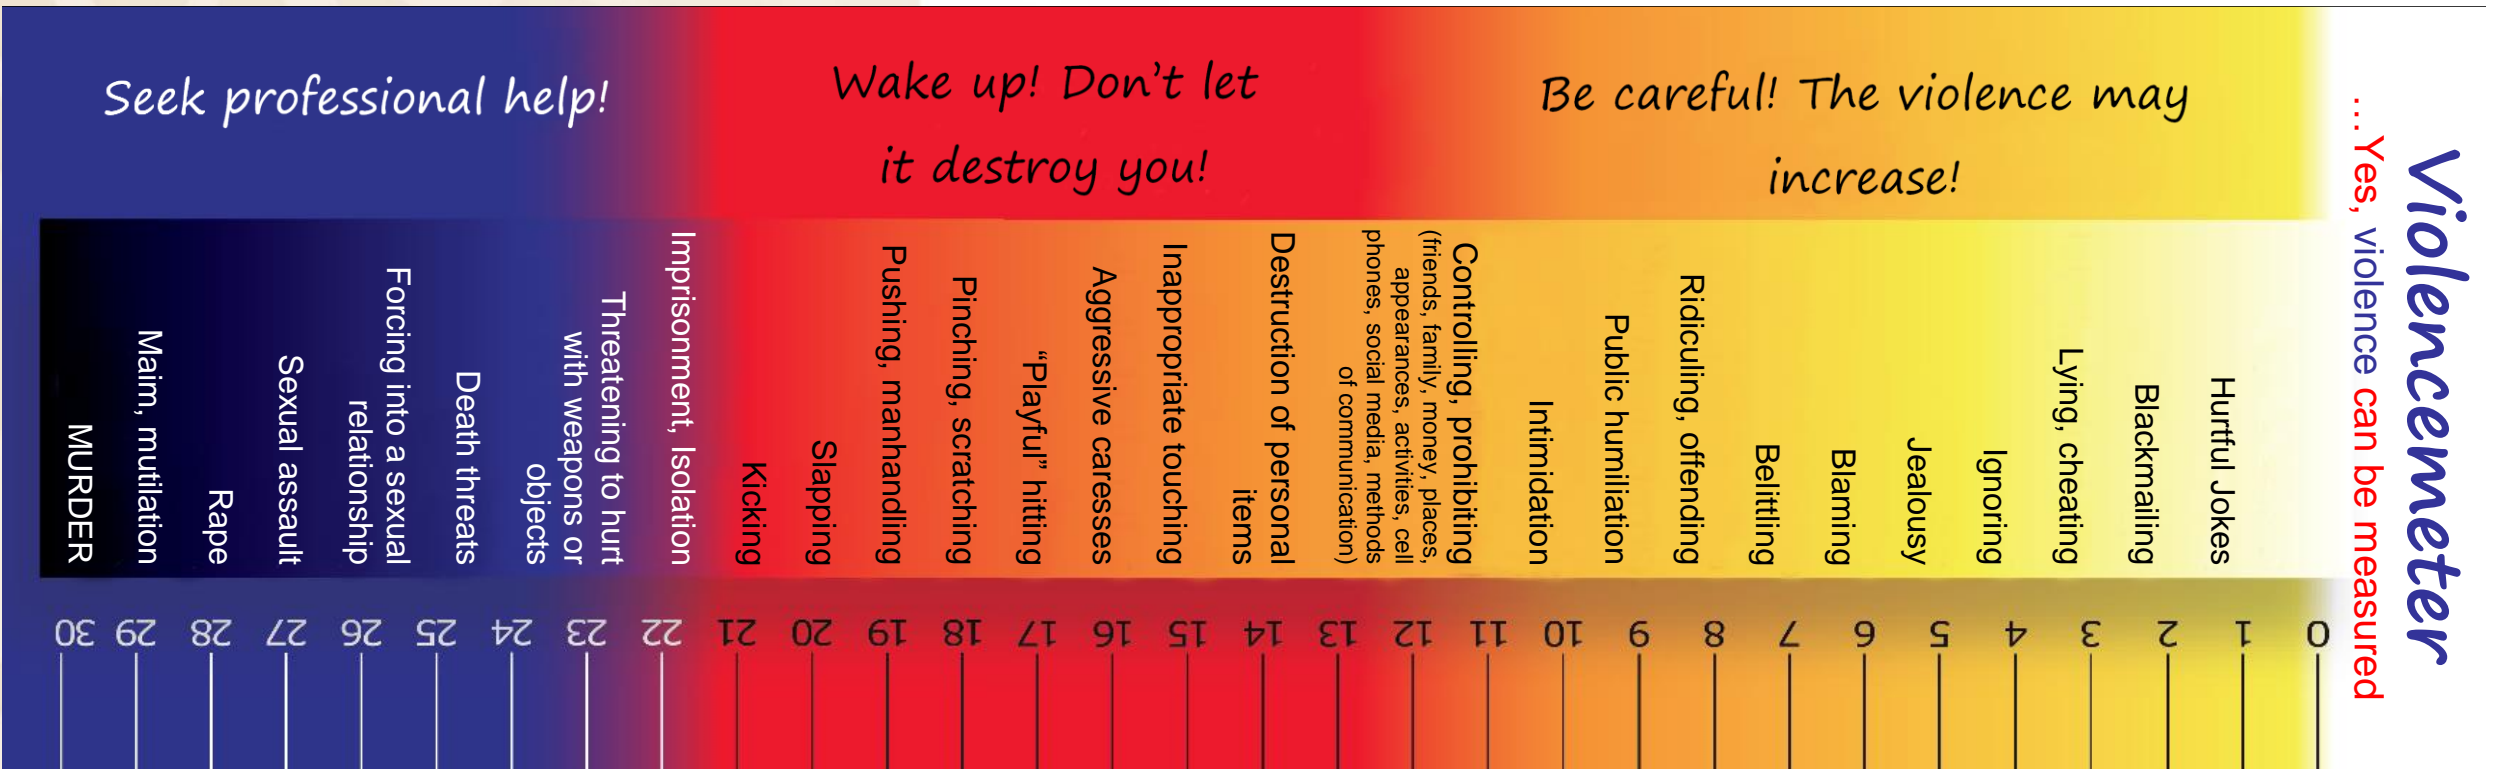 Violencemeter
…Yes, violence can be measured
Seek professional help!
Wake up! Don't let
it destroy you!
Be careful! The violence may
increase!
Hurtful Jokes
Blackmailing
Lying, cheating
Ignoring
Jealousy
Blaming
Belittling
Ridiculing, offending
Public humiliation
Intimidation
Controlling, prohibiting
(friends, family, money, places,
appearances, activities, cell
phones, social media, methods
of communication)
Destruction of personal
items
Inappropriate touching
Aggressive caresses
“Playful” hitting
Pinching, scratching
Pushing, manhandling
Slapping
Kicking
Imprisonment, Isolation
Threatening to hurt
with weapons or
objects
Death threats
Forcing into a sexual
relationship
Sexual assault
Rape
Maim, mutilation
MURDER
0 1 2 3 4 5 6 7 8 9 10 11 12 13 14 15 16 17 18 19 20 21 22 23 24 25 26 27 28 29 30